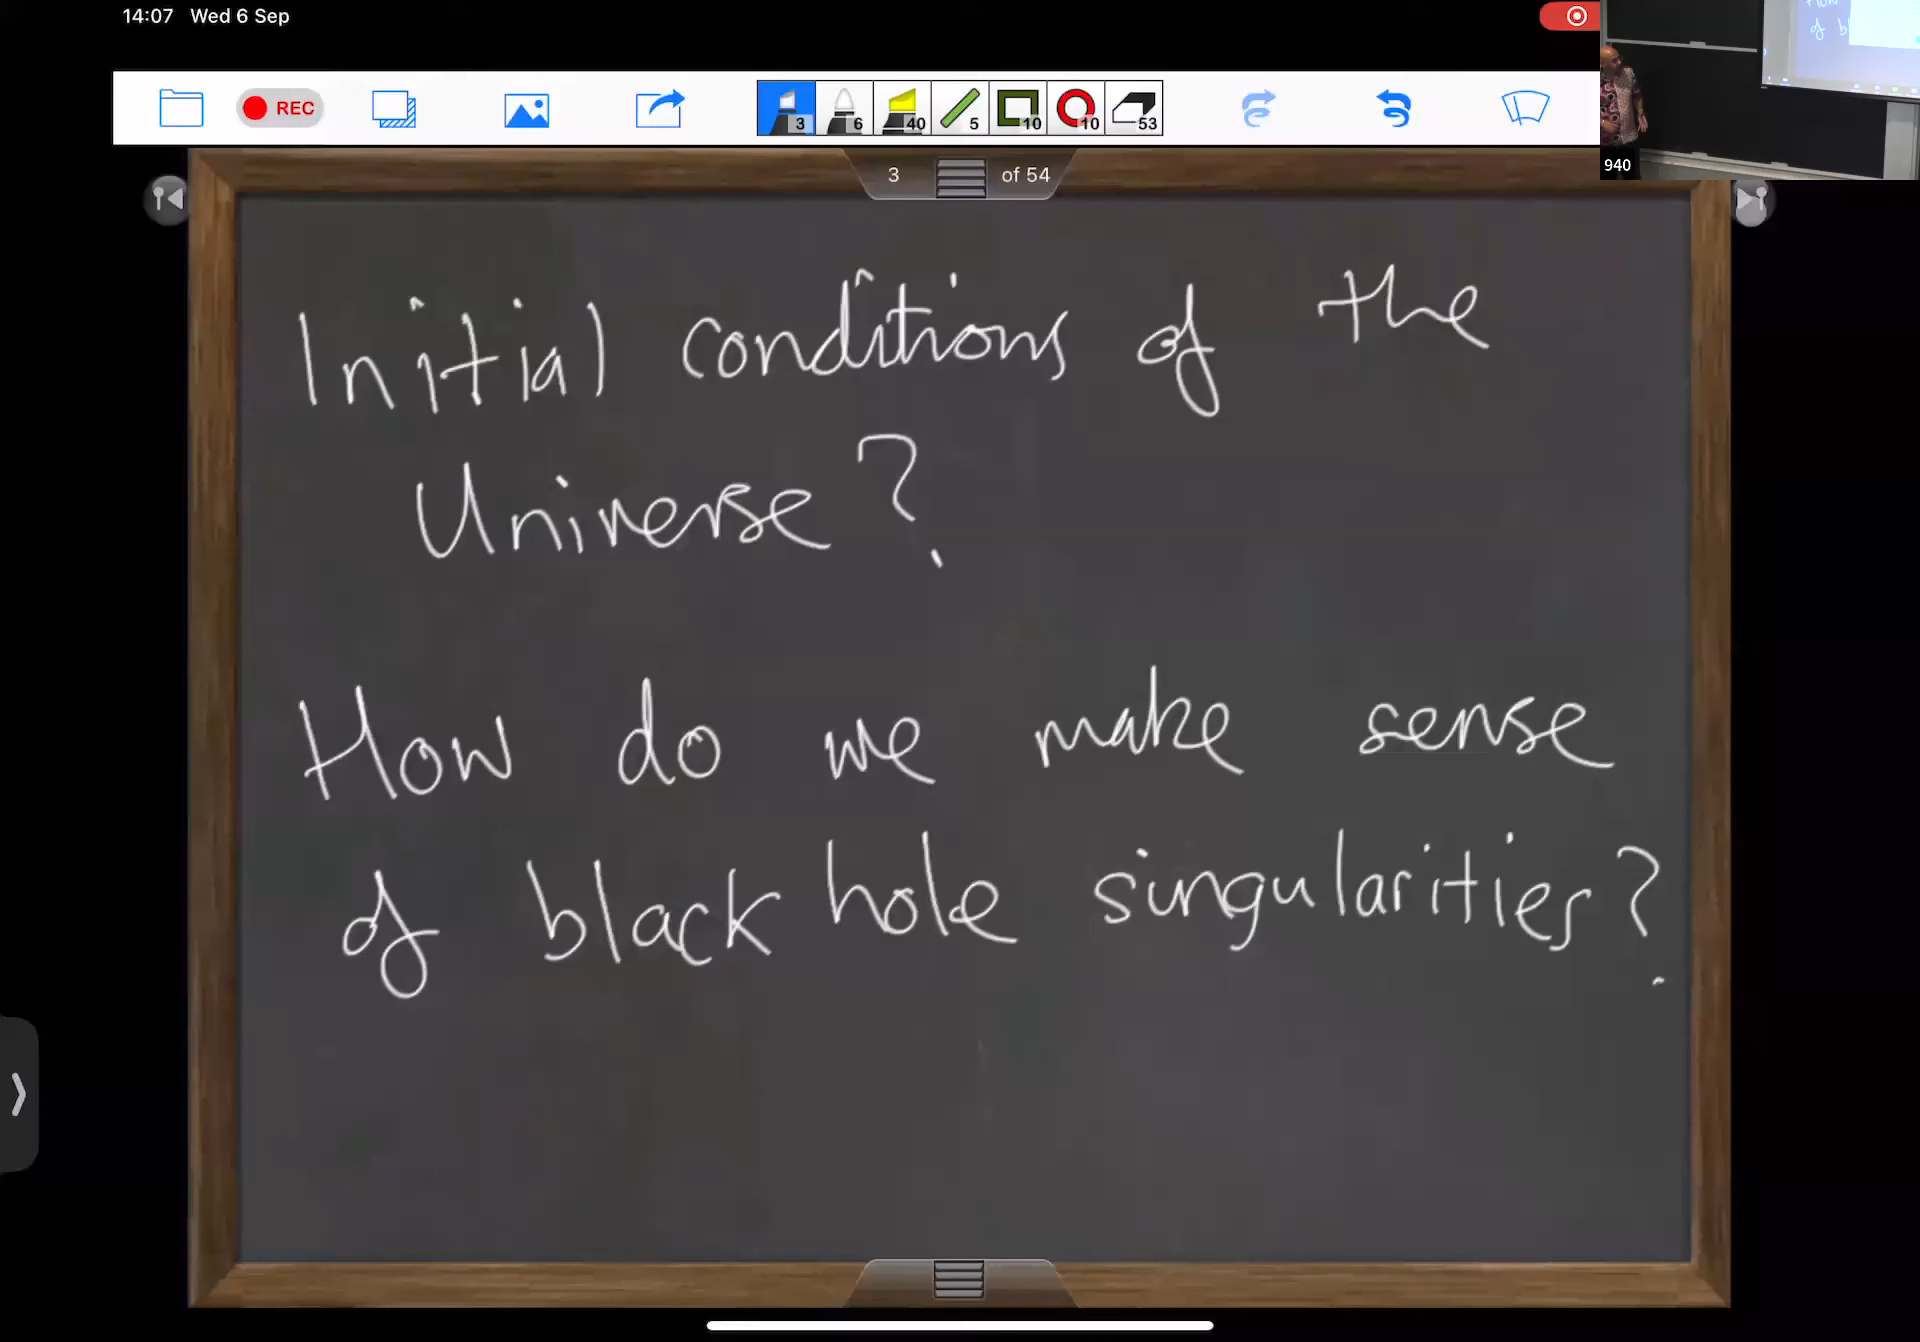 14:07 Wed 6 Sep
REC
3 6 40 5 10 10 53
940
3 of 54
Initial conditions of the
Universe?
How do we make sense
of black hole singularities?